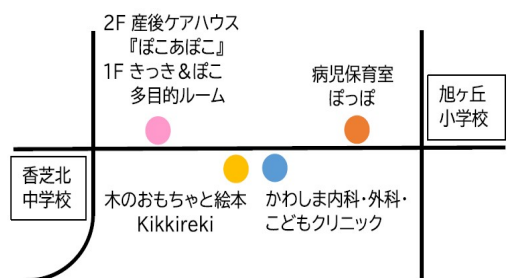 2F 産後ケアハウス
『ぽこあぽこ』
1F きっき&ぽこ
多目的ルーム
病児保育室
ぽっぽ
旭ヶ丘
小学校
香芝北
中学校
木のおもちゃと絵本
Kikkireki
かわしま内科・外科・
こどもクリニック